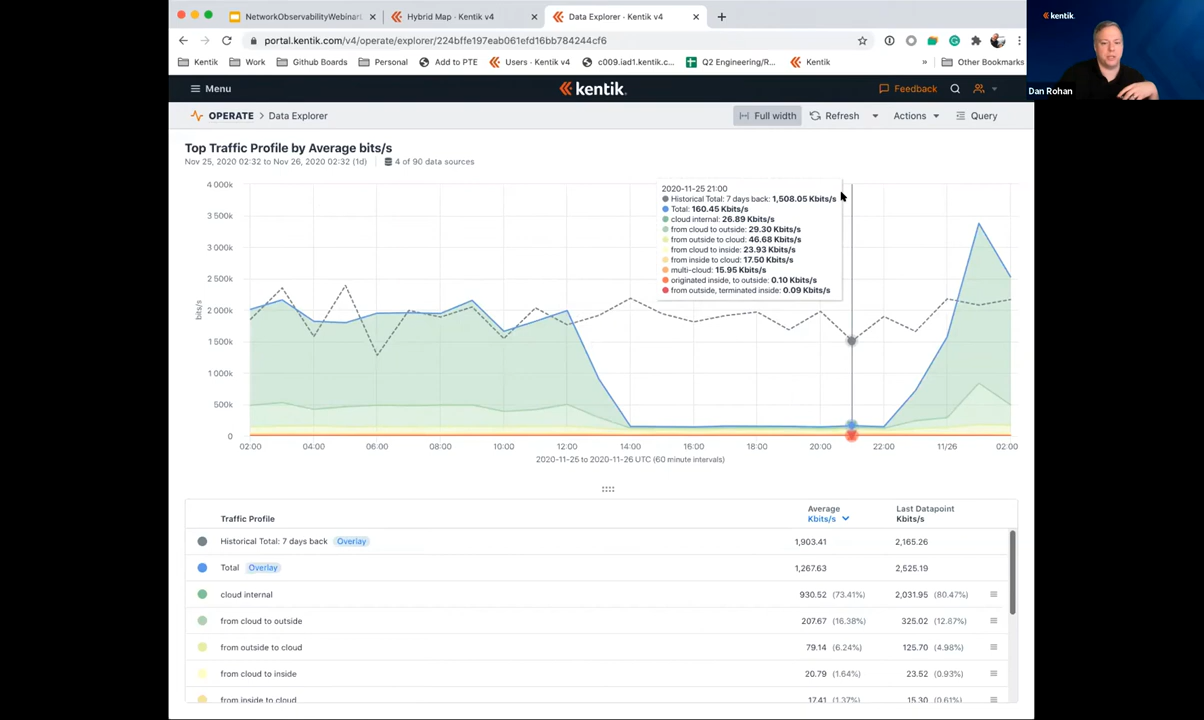 NetworkObservabilityWebinar
Hybrid Map · Kentik v4
Data Explorer · Kentik v4
portal.kentik.com/v4/operate/explorer/224bffe197eab061efd16bb784244cf6
Kentik
Work
Github Boards
Personal
Add to PTE
Users · Kentik v4
c009.iad1.kentik.c...
Q2 Engineering/R...
Kentik
»
Other Bookmarks
kentik.
Dan Rohan
Menu
kentik.
Feedback
OPERATE > Data Explorer
Full width
Refresh
Actions
Query
Top Traffic Profile by Average bits/s
Nov 25, 2020 02:32 to Nov 26, 2020 02:32 (1d)
4 of 90 data sources
4 000k
3 500k
3 000k
2 500k
2 000k
1 500k
1 000k
500k
0
bits/s
2020-11-25 21:00
Historical Total: 7 days back: 1,508.05 Kbits/s
Total: 160.45 Kbits/s
cloud internal: 26.89 Kbits/s
from cloud to outside: 29.30 Kbits/s
from outside to cloud: 46.68 Kbits/s
from cloud to inside: 23.93 Kbits/s
from inside to cloud: 17.50 Kbits/s
multi-cloud: 15.95 Kbits/s
originated inside, to outside: 0.10 Kbits/s
from outside, terminated inside: 0.09 Kbits/s
02:00 04:00 06:00 08:00 10:00 12:00 14:00 16:00 18:00 20:00 22:00 11/26 02:00
2020-11-25 to 2020-11-26 UTC (60 minute intervals)
Traffic Profile
Average
Kbits/s
Last Datapoint
Kbits/s
Historical Total: 7 days back Overlay 1,903.41 2,165.26
Total Overlay 1,267.63 2,525.19
cloud internal 930.52 (73.41%) 2,031.95 (80.47%)
from cloud to outside 207.67 (16.38%) 325.02 (12.87%)
from outside to cloud 79.14 (6.24%) 125.70 (4.98%)
from cloud to inside 20.79 (1.64%) 23.52 (0.93%)
from inside to cloud 17.41 (1.37%) 15.30 (0.61%)